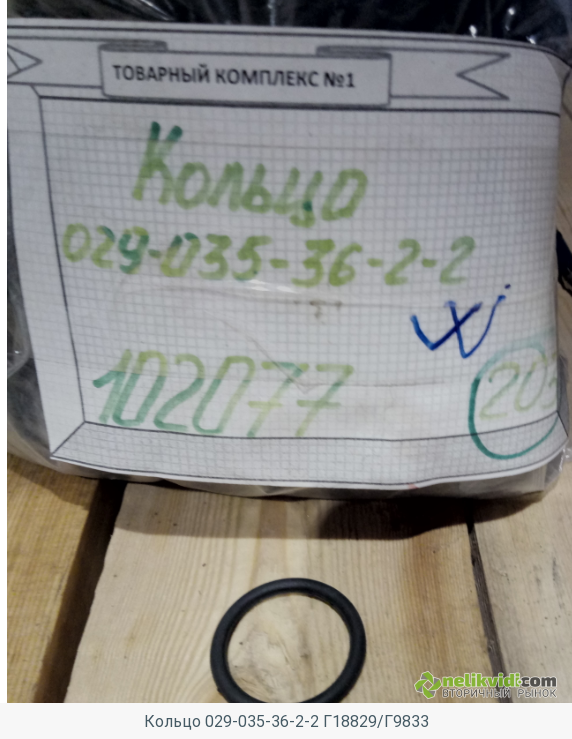 ТОВАРНЫЙ КОМПЛЕКС №1
Кольцо
029-035-36-2-2
102077
nelikvidi.com
ВТОРИЧНЫЙ РЫНОК
Кольцо 029-035-36-2-2 Г18829/Г9833